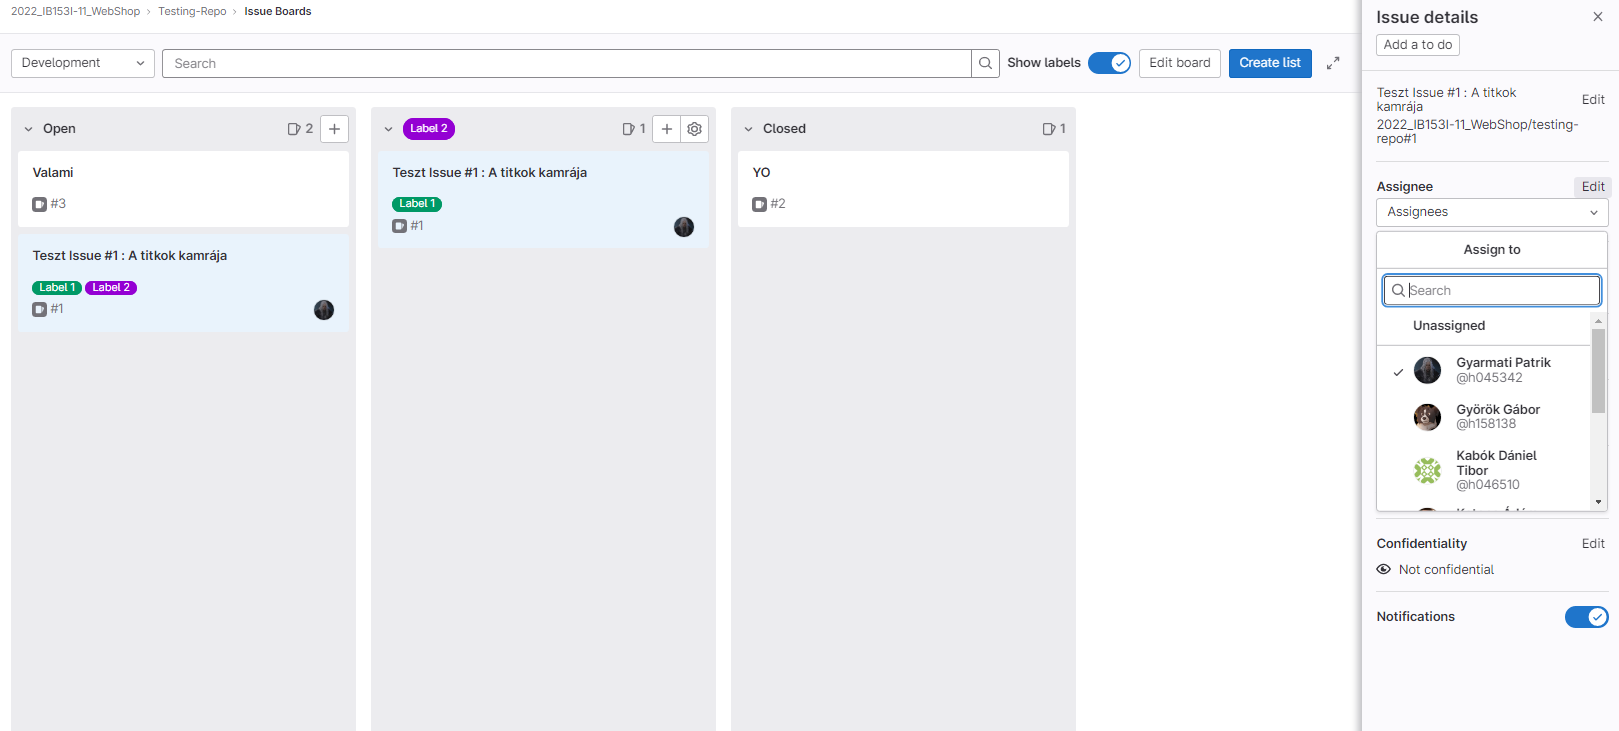 2022_IB153I-11_WebShop › Testing-Repo › Issue Boards
Development
Search
Show labels
Edit board
Create list
Open
2
Valami
#3
Teszt Issue #1 : A titkok kamrája
Label 1 Label 2
#1
Label 2
1
Teszt Issue #1 : A titkok kamrája
Label 1
#1
Closed
1
YO
#2
Issue details
Add a to do
Teszt Issue #1 : A titkok
kamrája
Edit
2022_IB153I-11_WebShop/testing-
repo#1
Assignee
Edit
Assignees
Assign to
Search
Unassigned
Gyarmati Patrik
@h045342
Györök Gábor
@h158138
Kabók Dániel
Tibor
@h046510
Confidentiality
Edit
Not confidential
Notifications